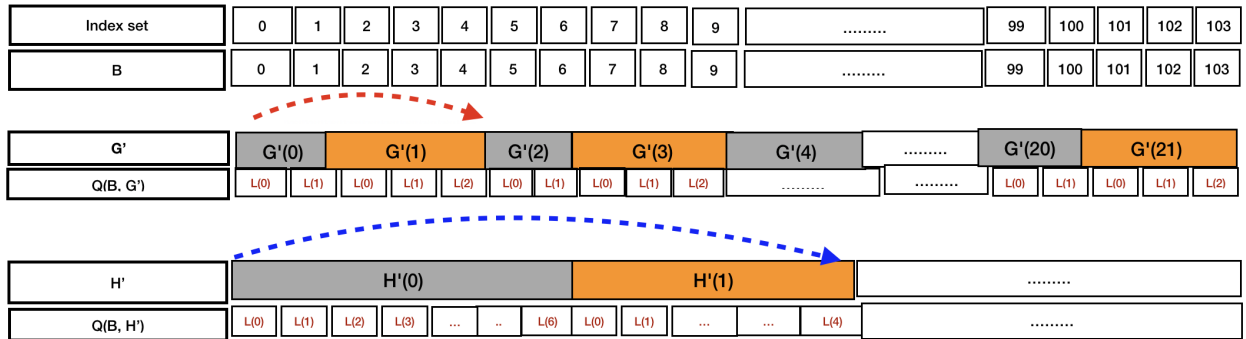 Index set 0 1 2 3 4 5 6 7 8 9 ......... 99 100 101 102 103
B 0 1 2 3 4 5 6 7 8 9 ......... 99 100 101 102 103
G' G'(0) G'(1) G'(2) G'(3) G'(4) ......... G'(20) G'(21)
Q(B, G') L(0) L(1) L(0) L(1) L(2) L(0) L(1) L(0) L(1) L(2) ......... ......... L(0) L(1) L(0) L(1) L(2)
H' H'(0) H'(1) .........
Q(B, H') L(0) L(1) L(2) L(3) ... .. L(6) L(0) L(1) ... ... L(4) .........